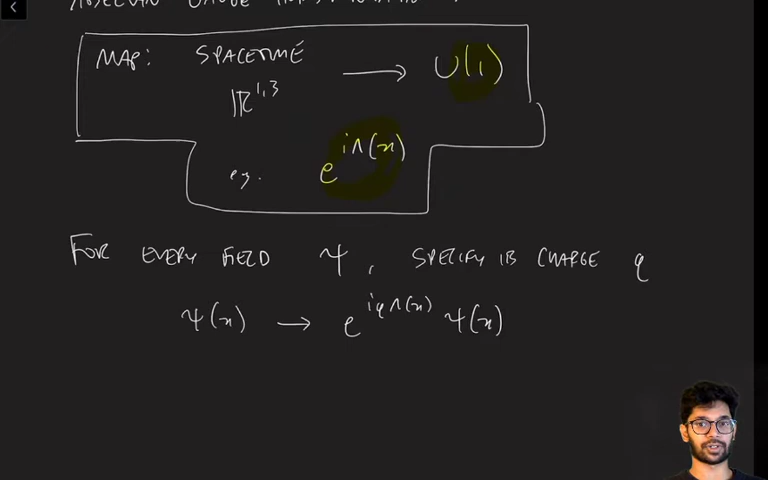 MAP: SPACETIME → U(1)
ℝ^{1,3}
eg. e^{iΛ(x)}
FOR EVERY FIELD ψ, SPECIFY ITS CHARGE q
ψ(x) → e^{iqΛ(x)} ψ(x)